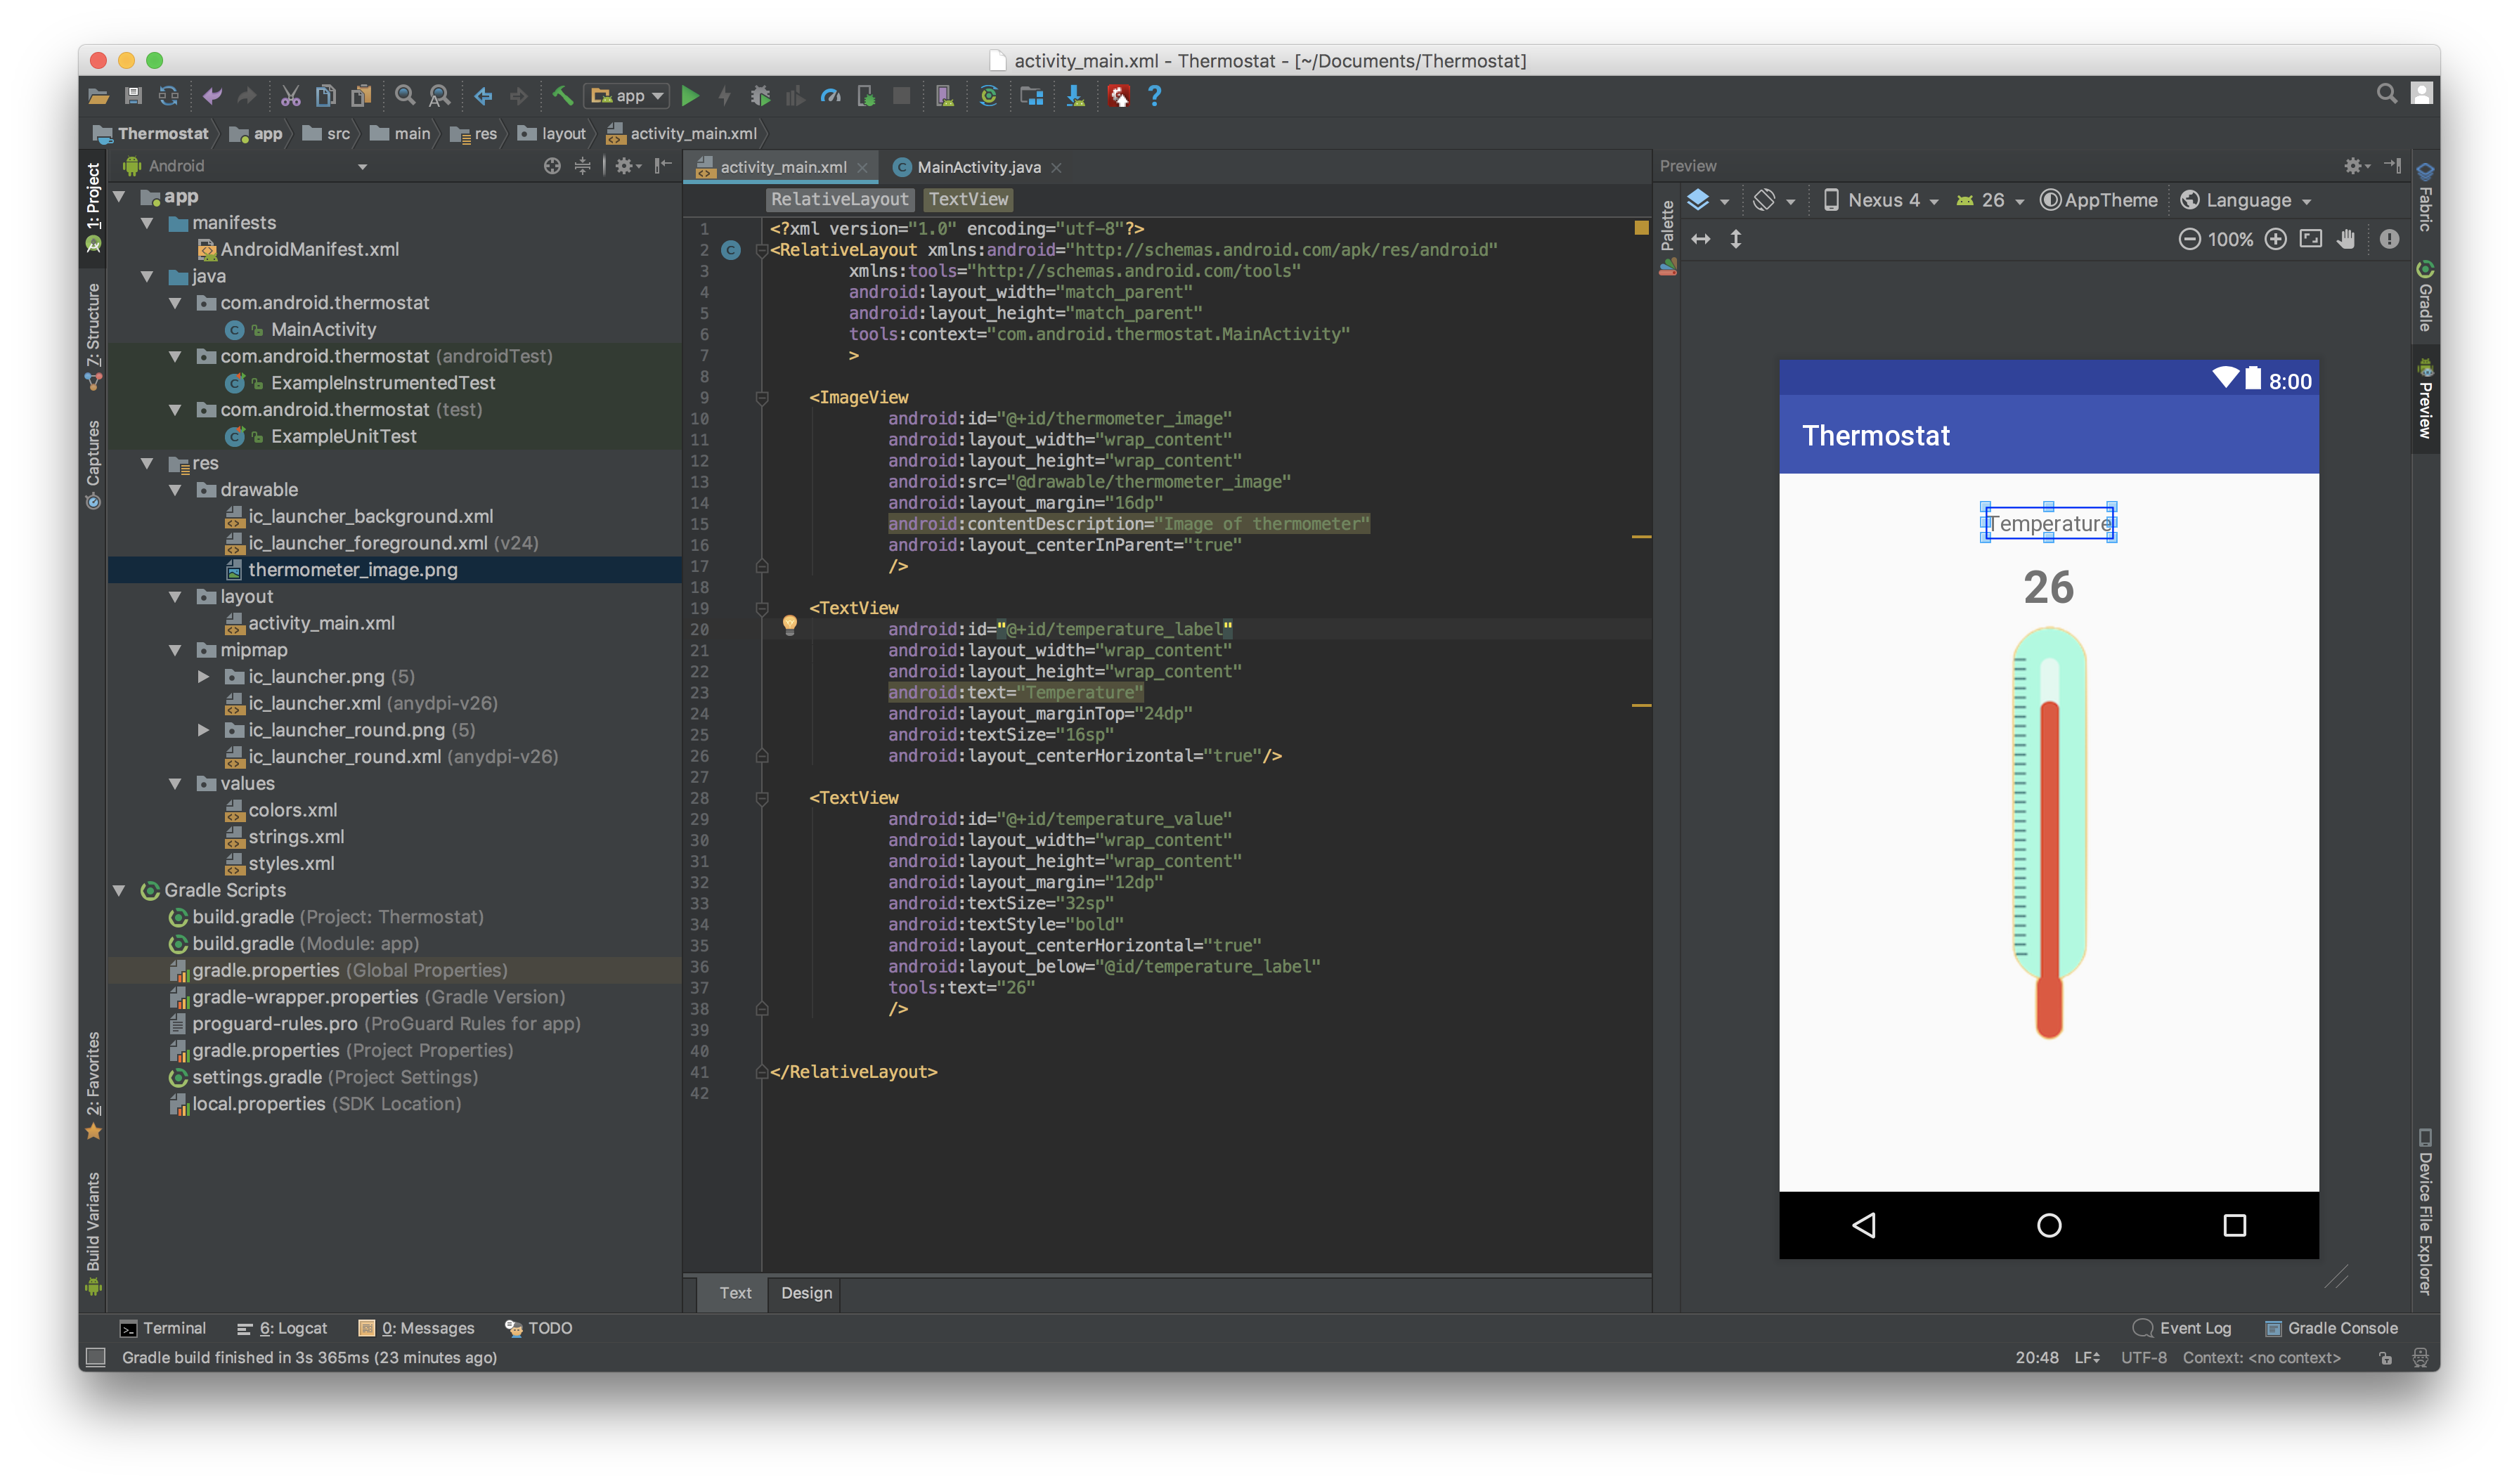 activity_main.xml - Thermostat - [~/Documents/Thermostat]
app
Thermostat app src main res layout activity_main.xml
1: Project
Z: Structure
Captures
2: Favorites
Build Variants
Android
app
manifests
AndroidManifest.xml
java
com.android.thermostat
MainActivity
com.android.thermostat (androidTest)
ExampleInstrumentedTest
com.android.thermostat (test)
ExampleUnitTest
res
drawable
ic_launcher_background.xml
ic_launcher_foreground.xml (v24)
thermometer_image.png
layout
activity_main.xml
mipmap
ic_launcher.png (5)
ic_launcher.xml (anydpi-v26)
ic_launcher_round.png (5)
ic_launcher_round.xml (anydpi-v26)
values
colors.xml
strings.xml
styles.xml
Gradle Scripts
build.gradle (Project: Thermostat)
build.gradle (Module: app)
gradle.properties (Global Properties)
gradle-wrapper.properties (Gradle Version)
proguard-rules.pro (ProGuard Rules for app)
gradle.properties (Project Properties)
settings.gradle (Project Settings)
local.properties (SDK Location)
activity_main.xml MainActivity.java
RelativeLayout TextView
1 <?xml version="1.0" encoding="utf-8"?>
2 <RelativeLayout xmlns:android="http://schemas.android.com/apk/res/android"
3 xmlns:tools="http://schemas.android.com/tools"
4 android:layout_width="match_parent"
5 android:layout_height="match_parent"
6 tools:context="com.android.thermostat.MainActivity"
7 >
8
9 <ImageView
10 android:id="@+id/thermometer_image"
11 android:layout_width="wrap_content"
12 android:layout_height="wrap_content"
13 android:src="@drawable/thermometer_image"
14 android:layout_margin="16dp"
15 android:contentDescription="Image of thermometer"
16 android:layout_centerInParent="true"
17 />
18
19 <TextView
20 android:id="@+id/temperature_label"
21 android:layout_width="wrap_content"
22 android:layout_height="wrap_content"
23 android:text="Temperature"
24 android:layout_marginTop="24dp"
25 android:textSize="16sp"
26 android:layout_centerHorizontal="true"/>
27
28 <TextView
29 android:id="@+id/temperature_value"
30 android:layout_width="wrap_content"
31 android:layout_height="wrap_content"
32 android:layout_margin="12dp"
33 android:textSize="32sp"
34 android:textStyle="bold"
35 android:layout_centerHorizontal="true"
36 android:layout_below="@id/temperature_label"
37 tools:text="26"
38 />
39
40
41 </RelativeLayout>
42
Text Design
Preview
Palette
Nexus 4 26 AppTheme Language
100%
8:00
Thermostat
Temperature
26
Fabric
Gradle
Preview
Device File Explorer
Terminal 6: Logcat 0: Messages TODO Event Log Gradle Console
Gradle build finished in 3s 365ms (23 minutes ago) 20:48 LF UTF-8 Context: <no context>